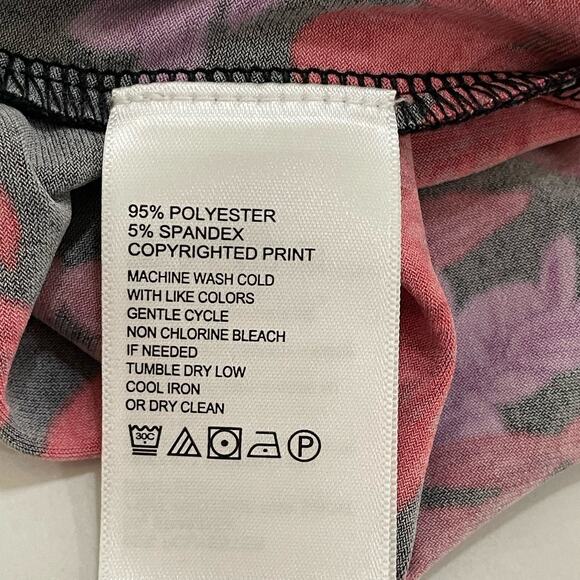 95% POLYESTER
5% SPANDEX
COPYRIGHTED PRINT
MACHINE WASH COLD
WITH LIKE COLORS
GENTLE CYCLE
NON CHLORINE BLEACH
IF NEEDED
TUMBLE DRY LOW
COOL IRON
OR DRY CLEAN
30C P